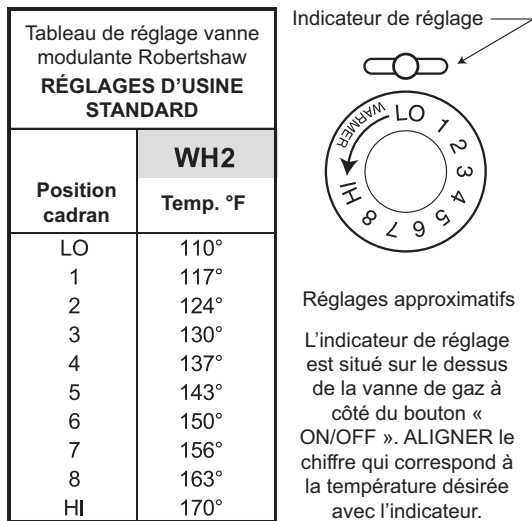 Tableau de réglage vanne
modulante Robertshaw
RÉGLAGES D’USINE
STANDARD
WH2
Position
cadran
Temp. °F
LO 110°
1 117°
2 124°
3 130°
4 137°
5 143°
6 150°
7 156°
8 163°
HI 170°
Indicateur de réglage
WARMER LO 1 2 3 4 5 6 7 8 HI
Réglages approximatifs
L’indicateur de réglage
est situé sur le dessus
de la vanne de gaz à
côté du bouton «
ON/OFF ». ALIGNER le
chiffre qui correspond à
la température désirée
avec l’indicateur.